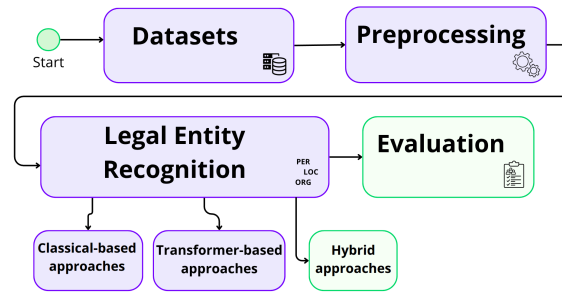 Start
Datasets
Preprocessing
Legal Entity
Recognition
PER
LOC
ORG
Evaluation
Classical-based
approaches
Transformer-based
approaches
Hybrid
approaches